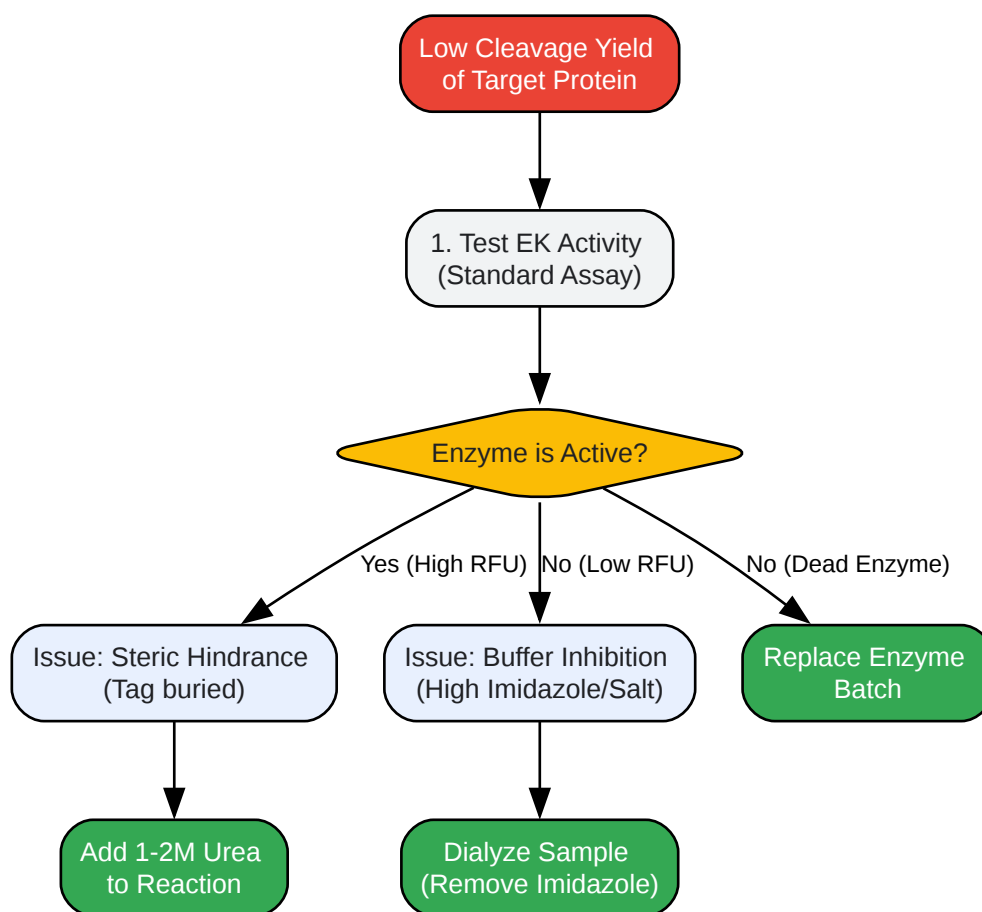 Low Cleavage Yield
of Target Protein
1. Test EK Activity
(Standard Assay)
Enzyme is Active?
Yes (High RFU)
No (Low RFU)
No (Dead Enzyme)
Issue: Steric Hindrance
(Tag buried)
Issue: Buffer Inhibition
(High Imidazole/Salt)
Replace Enzyme
Batch
Add 1-2M Urea
to Reaction
Dialyze Sample
(Remove Imidazole)